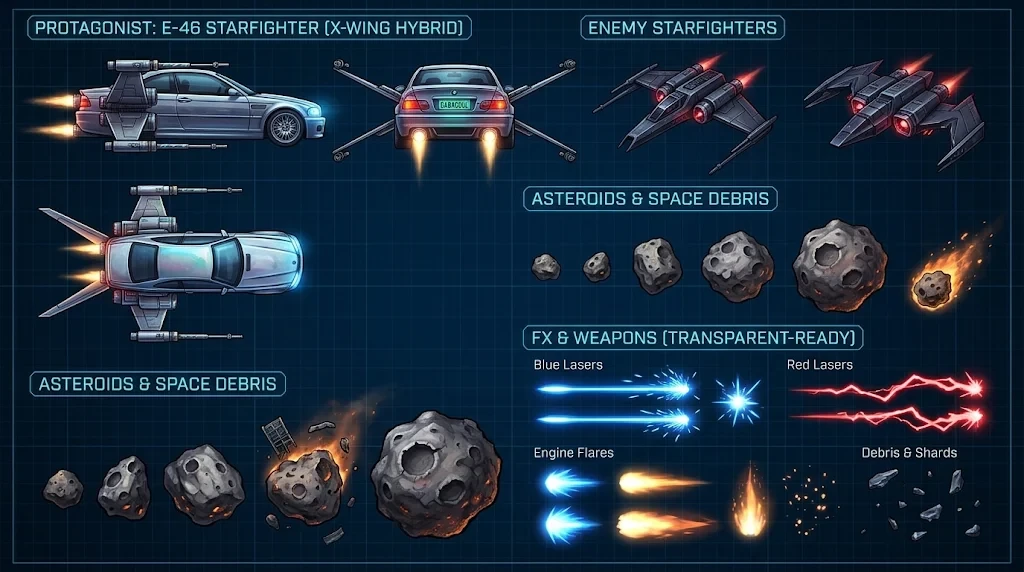 PROTAGONIST: E-46 STARFIGHTER (X-WING HYBRID)
ENEMY STARFIGHTERS
GABAGOOL
ASTEROIDS & SPACE DEBRIS
FX & WEAPONS (TRANSPARENT-READY)
Blue Lasers
Red Lasers
ASTEROIDS & SPACE DEBRIS
Engine Flares
Debris & Shards